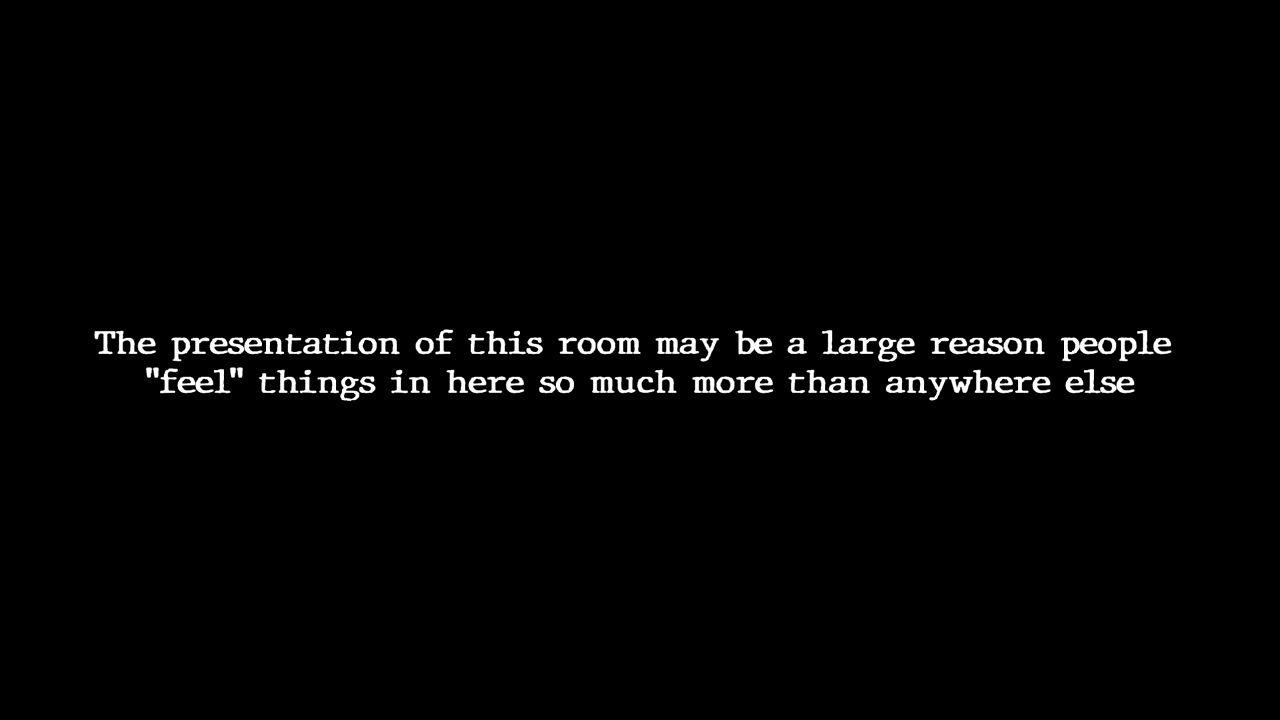 The presentation of this room may be a large reason people
"feel" things in here so much more than anywhere else